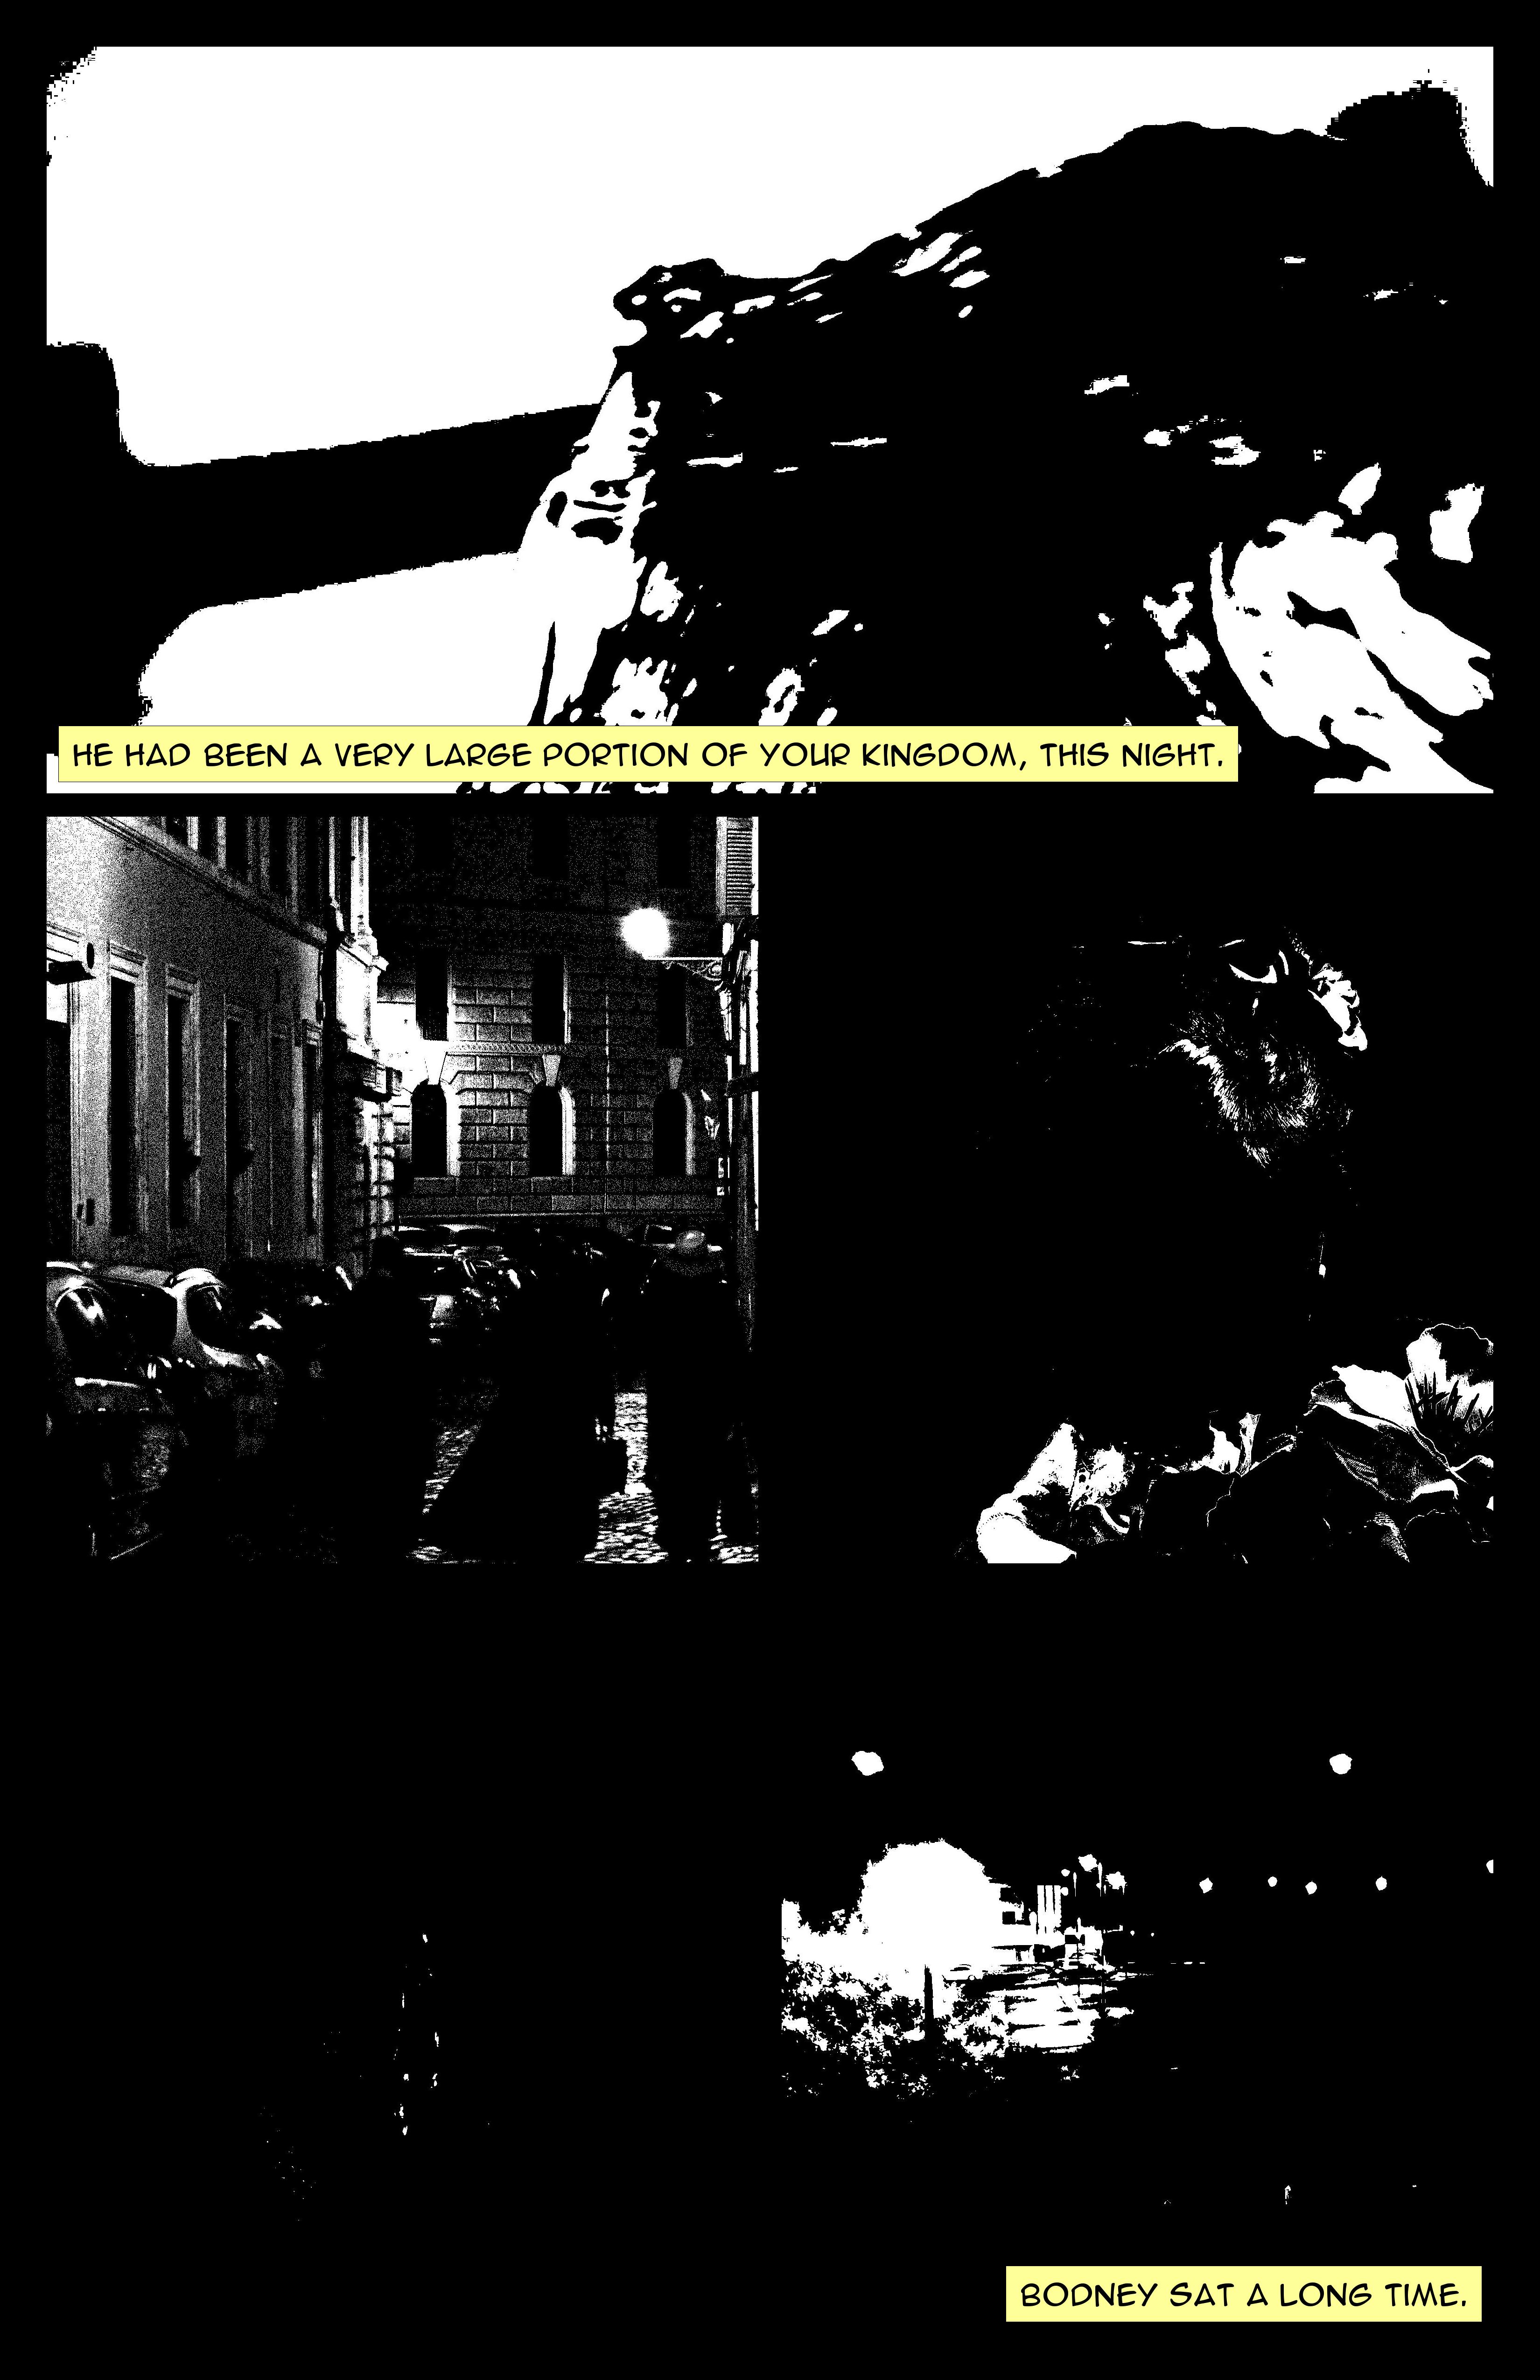 HE HAD BEEN A VERY LARGE PORTION OF YOUR KINGDOM, THIS NIGHT.
BODNEY SAT A LONG TIME.